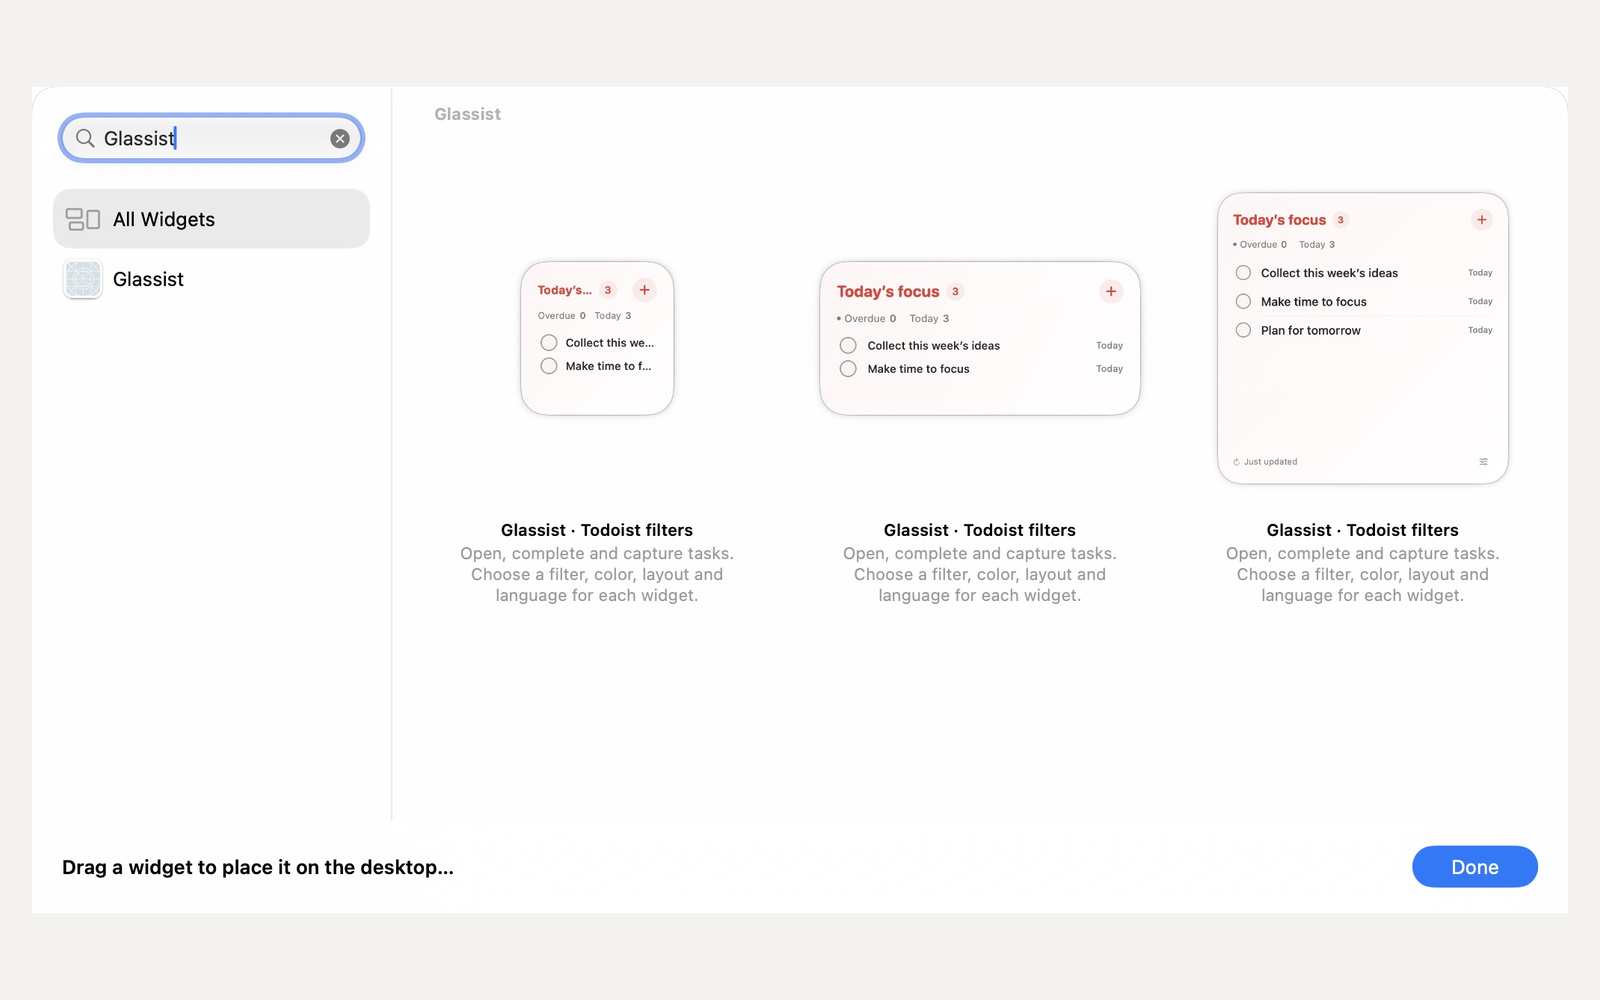 Glassist
All Widgets
Glassist
Glassist
Today's... 3 +
Overdue 0 Today 3
Collect this we...
Make time to f...
Glassist · Todoist filters
Open, complete and capture tasks.
Choose a filter, color, layout and
language for each widget.
Today's focus 3 +
• Overdue 0 Today 3
Collect this week's ideas Today
Make time to focus Today
Glassist · Todoist filters
Open, complete and capture tasks.
Choose a filter, color, layout and
language for each widget.
Today's focus 3 +
• Overdue 0 Today 3
Collect this week's ideas Today
Make time to focus Today
Plan for tomorrow Today
Just updated
Glassist · Todoist filters
Open, complete and capture tasks.
Choose a filter, color, layout and
language for each widget.
Drag a widget to place it on the desktop...
Done